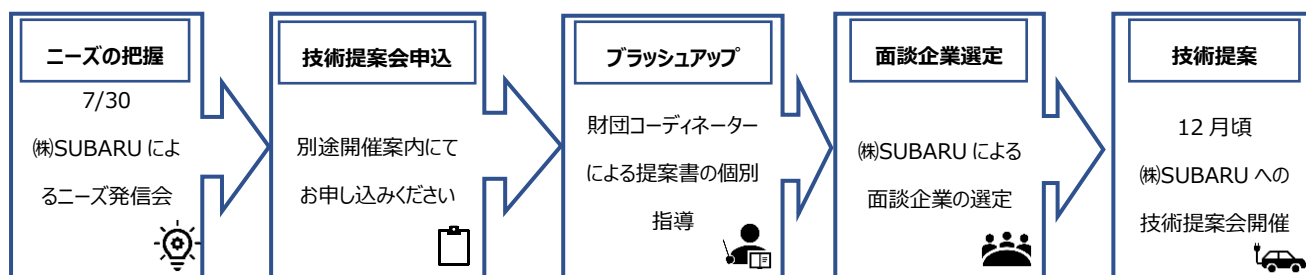 ニーズの把握
7/30
㈱SUBARU によ
るニーズ発信会
技術提案会申込
別途開催案内にて
お申し込みください
ブラッシュアップ
財団コーディネーター
による提案書の個別
指導
面談企業選定
㈱SUBARU による
面談企業の選定
技術提案
12 月頃
㈱SUBARU への
技術提案会開催